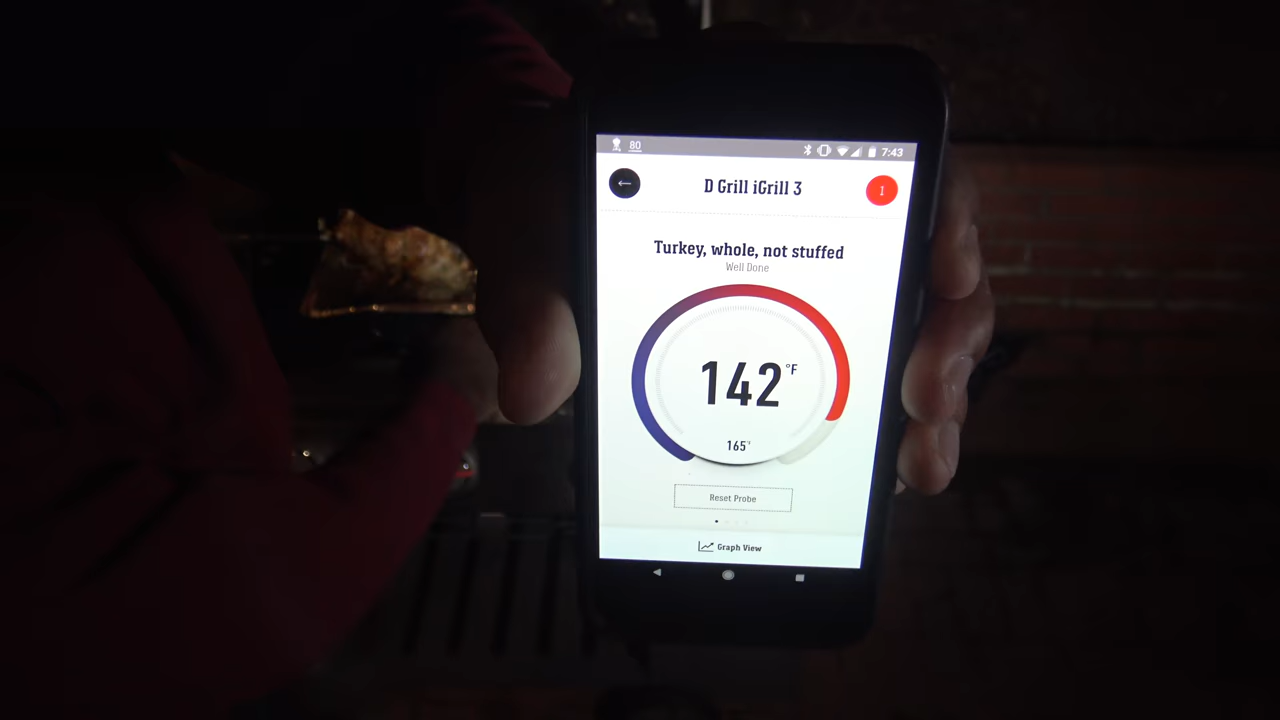 80
7:43
D Grill iGrill 3
1
Turkey, whole, not stuffed
Well Done
142°F
165°F
Reset Probe
Graph View